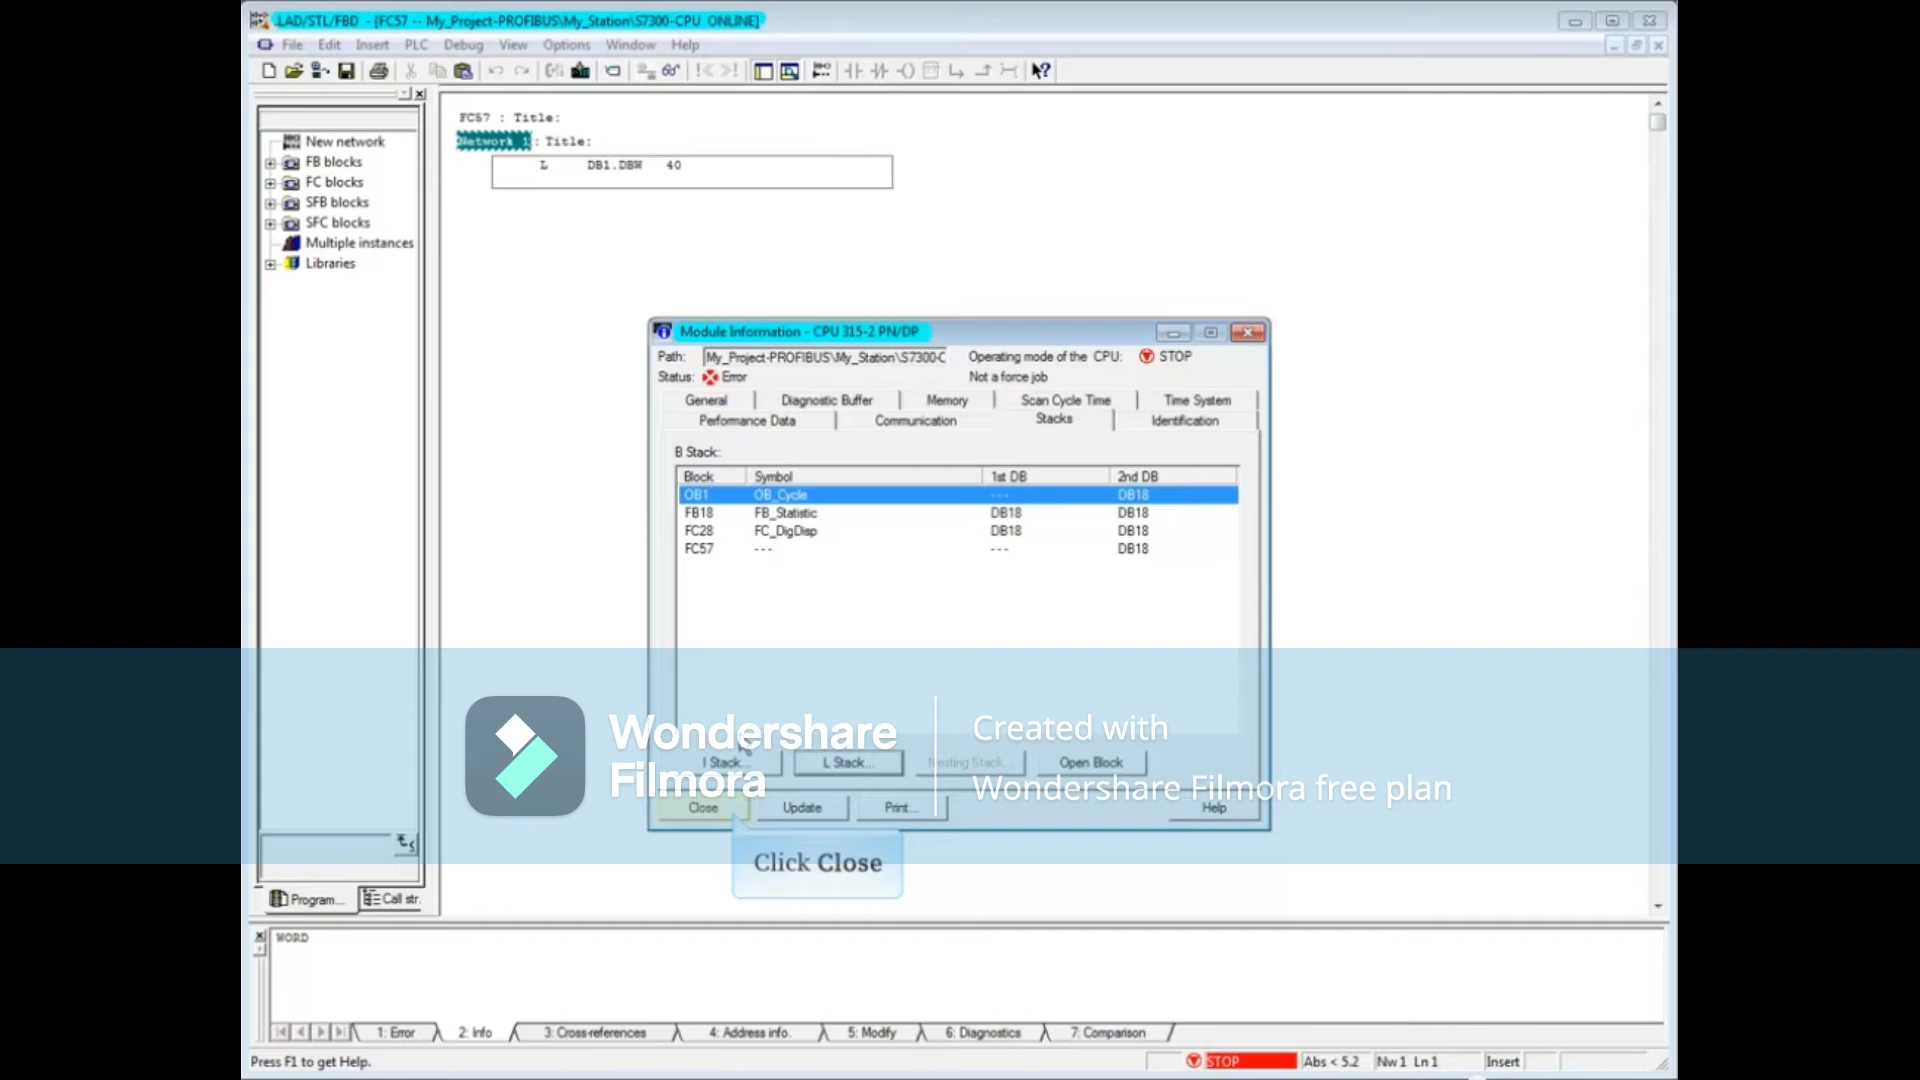 LAD/STL/FBD - [FC57 -- My_Project-PROFIBUS\My_Station\S7300-CPU ONLINE]
File Edit Insert PLC Debug View Options Window Help
FC57 : Title:
Network 1: Title:
L DB1.DBW 40
New network
FB blocks
FC blocks
SFB blocks
SFC blocks
Multiple instances
Libraries
Module Information - CPU 315-2 PN/DP
Path: My_Project-PROFIBUS\My_Station\S7300-C Operating mode of the CPU: STOP
Status: Error Not a force job
General Diagnostic Buffer Memory Scan Cycle Time Time System
Performance Data Communication Stacks Identification
B Stack:
Block Symbol 1st DB 2nd DB
OB1 OB_Cycle --- DB18
FB18 FB_Statistic DB18 DB18
FC28 FC_DigDisp DB18 DB18
FC57 --- --- DB18
I Stack... L Stack... Nesting Stack... Open Block
Close Update Print... Help
Click Close
Wondershare
Filmora
Created with
Wondershare Filmora free plan
Program... Call str.
WORD
1: Error 2: Info 3: Cross-references 4: Address info. 5: Modify 6: Diagnostics 7: Comparison
Press F1 to get Help. STOP Abs < 5.2 Nw 1 Ln 1 Insert